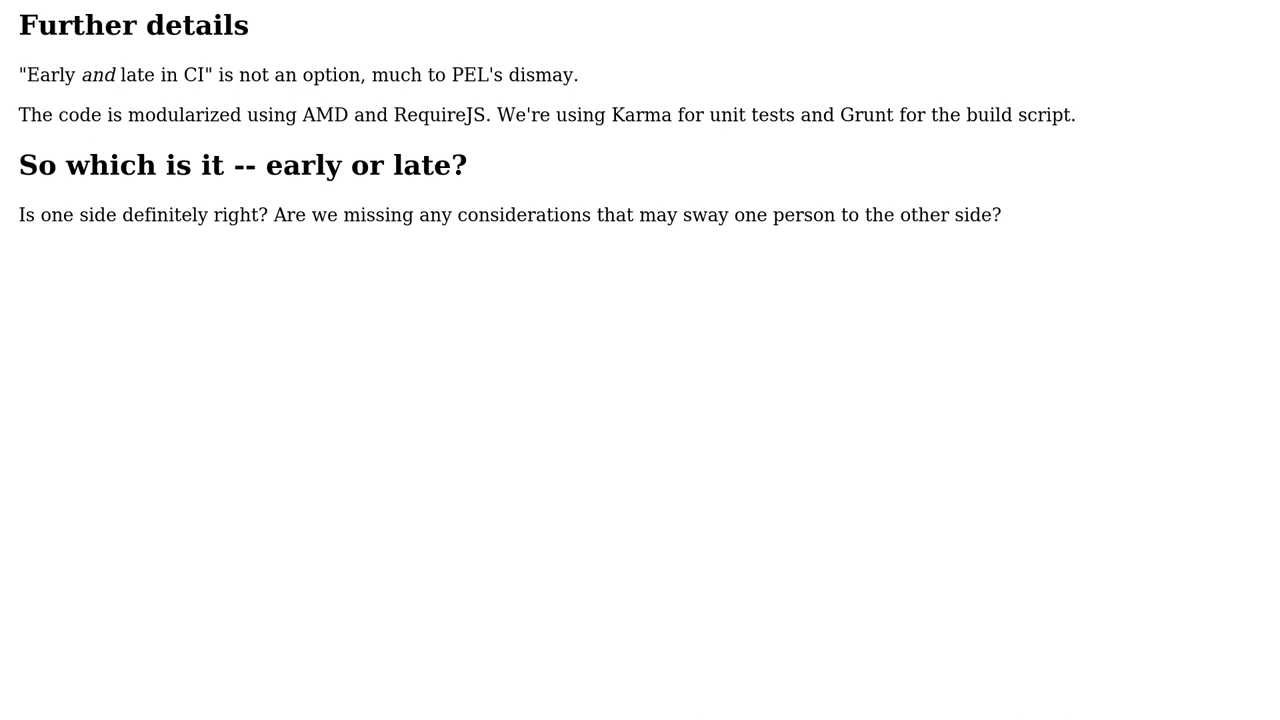 Further details
"Early and late in CI" is not an option, much to PEL's dismay.
The code is modularized using AMD and RequireJS. We're using Karma for unit tests and Grunt for the build script.
So which is it -- early or late?
Is one side definitely right? Are we missing any considerations that may sway one person to the other side?